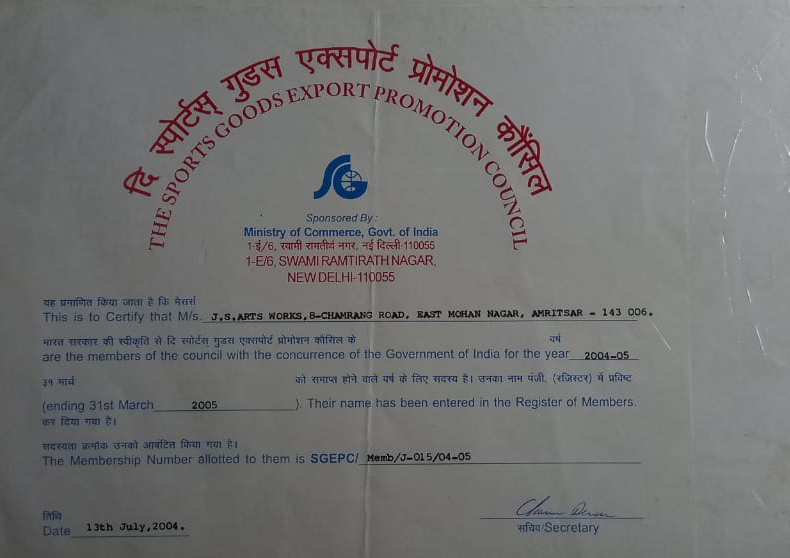 दि स्पोर्टस् गुडस एक्सपोर्ट प्रोमोशन कौंसिल
THE SPORTS GOODS EXPORT PROMOTION COUNCIL
Sponsored By :
Ministry of Commerce, Govt. of India
1-ई/6, स्वामी रामतीर्थ नगर, नई दिल्ली-110055
1-E/6, SWAMI RAMTIRATH NAGAR,
NEW DELHI-110055
यह प्रमाणित किया जाता है कि मैसर्स
This is to Certify that M/s. J.S.ARTS WORKS,8-CHAMRANG ROAD, EAST MOHAN NAGAR, AMRITSAR - 143 006.
भारत सरकार की स्वीकृति से दि स्पोर्टस् गुडस एक्सपोर्ट प्रोमोशन कौंसिल के वर्ष
are the members of the council with the concurrence of the Government of India for the year 2004-05
३१ मार्च को समाप्त होने वाले वर्ष के लिए सदस्य है। उनका नाम पंजी. (रजिस्टर) में प्रविष्ट
(ending 31st March 2005 ). Their name has been entered in the Register of Members.
कर दिया गया है।
सदस्यता क्रमांक उनको आबंटित किया गया है।
The Membership Number allotted to them is SGEPC/ Memb/J-015/04-05
तिथि
Date 13th July,2004.
सचिव/Secretary